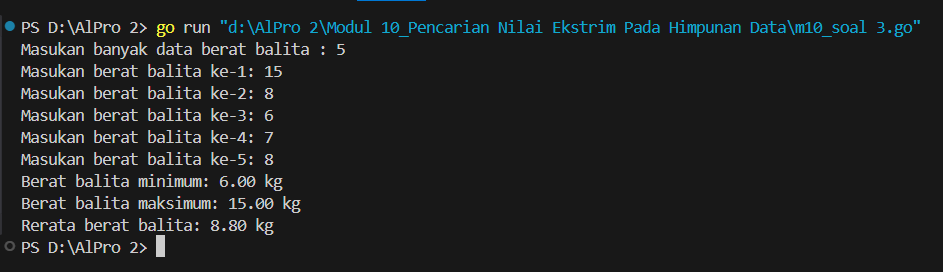 PS D:\AlPro 2> go run "d:\AlPro 2\Modul 10_Pencarian Nilai Ekstrim Pada Himpunan Data\m10_soal 3.go"
Masukan banyak data berat balita : 5
Masukan berat balita ke-1: 15
Masukan berat balita ke-2: 8
Masukan berat balita ke-3: 6
Masukan berat balita ke-4: 7
Masukan berat balita ke-5: 8
Berat balita minimum: 6.00 kg
Berat balita maksimum: 15.00 kg
Rerata berat balita: 8.80 kg
PS D:\AlPro 2>